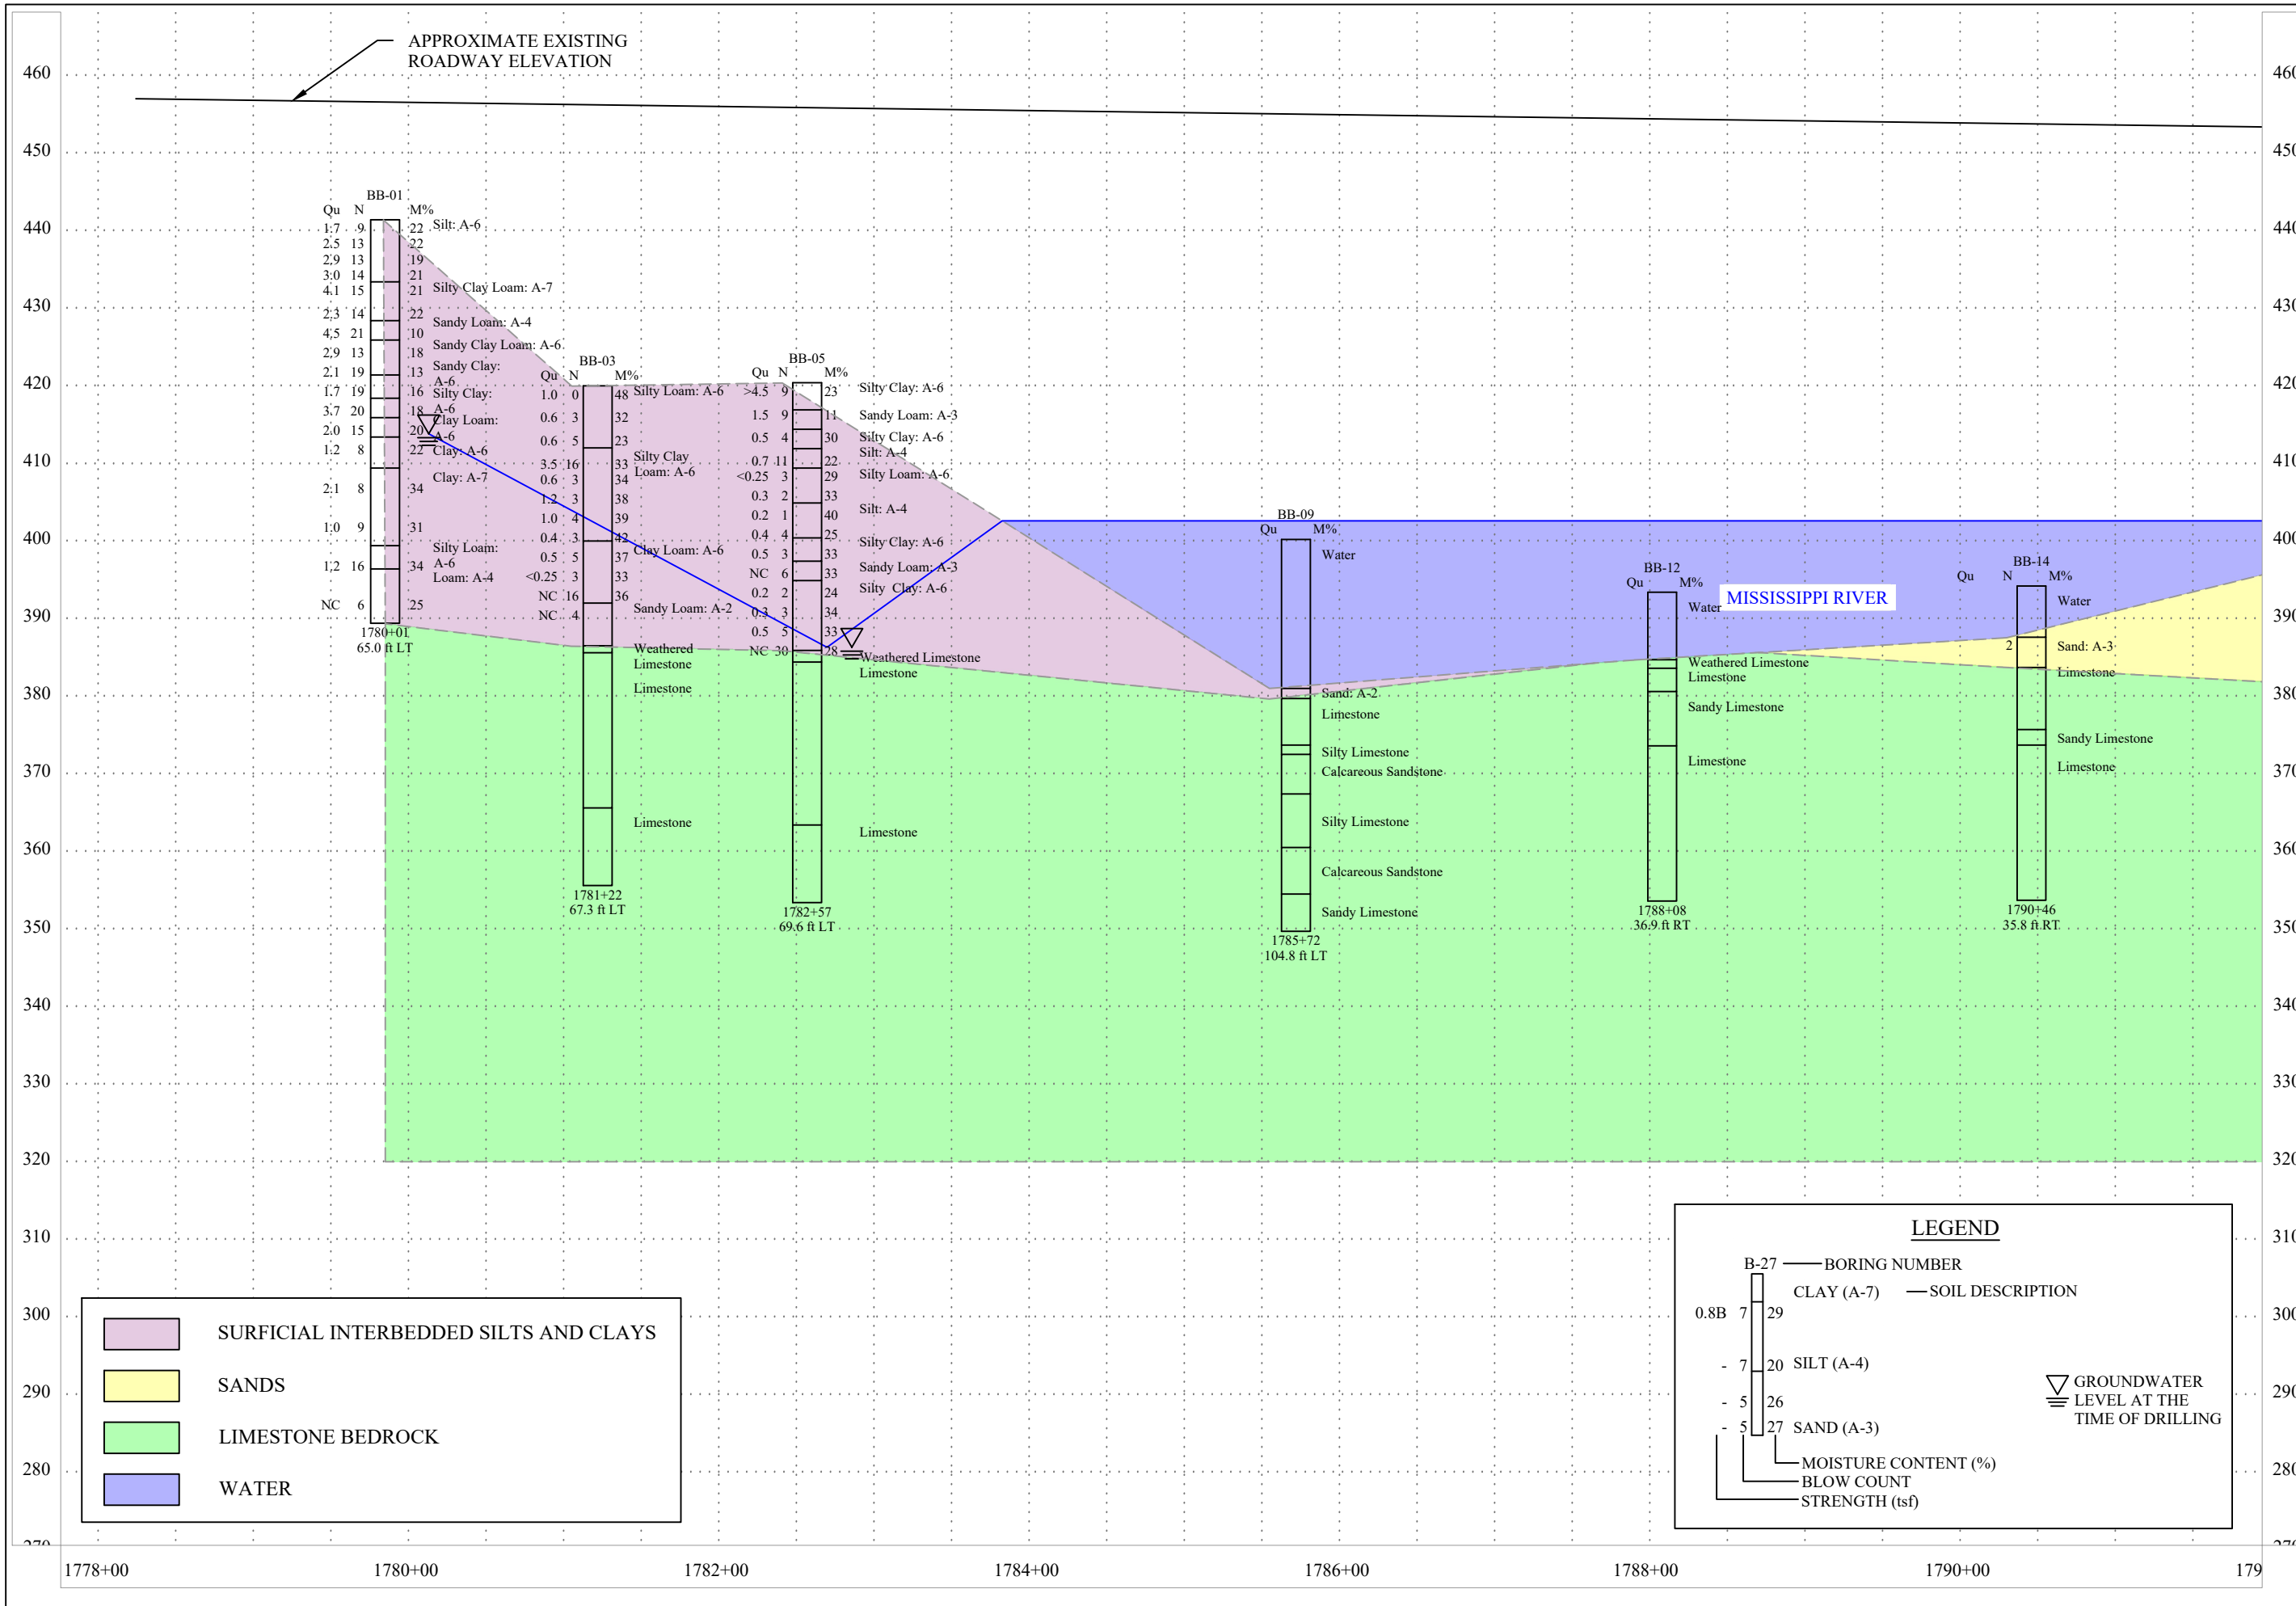 APPROXIMATE EXISTING
ROADWAY ELEVATION
460
450
440
430
420
410
400
390
380
370
360
350
340
330
320
310
300
290
280
BB-01
Qu N M%
1.7 9 22 Silt: A-6
2.5 13 22
2.9 13 19
3.0 14 21
4.1 15 21 Silty Clay Loam: A-7
2.3 14 22 Sandy Loam: A-4
4.5 21 10
2.9 13 18 Sandy Clay Loam: A-6
2.1 19 13 Sandy Clay:
A-6
1.7 19 16 Silty Clay:
3.7 20 18 A-6
2.0 15 20 Clay Loam:
A-6
1.2 8 22 Clay: A-6
Clay: A-7
2.1 8 34
1.0 9 31
Silty Loam:
A-6
1.2 16 34 Loam: A-4
NC 6 25
1780+01
65.0 ft LT
BB-03
Qu N M%
1.0 0 48 Silty Loam: A-6
0.6 3 32
0.6 5 23
Silty Clay
3.5 16 33 Loam: A-6
0.6 3 34
1.2 3 38
1.0 4 39
0.4 3 42
0.5 5 37 Clay Loam: A-6
<0.25 3 33
NC 16 36
NC 4 Sandy Loam: A-2
Weathered
Limestone
Limestone
Limestone
1781+22
67.3 ft LT
BB-05
Qu N M%
>4.5 9 23 Silty Clay: A-6
1.5 9 11 Sandy Loam: A-3
0.5 4 30 Silty Clay: A-6
Silt: A-4
0.7 11 22
<0.25 3 29 Silty Loam: A-6
0.3 2 33
0.2 1 40 Silt: A-4
0.4 4 25 Silty Clay: A-6
0.5 3 33
NC 6 33 Sandy Loam: A-3
0.2 2 24 Silty Clay: A-6
0.3 3 34
0.5 5 33
NC 30 28 Weathered Limestone
Limestone
Limestone
1782+57
69.6 ft LT
BB-09
Qu M%
Water
Sand: A-2
Limestone
Silty Limestone
Calcareous Sandstone
Silty Limestone
Calcareous Sandstone
Sandy Limestone
1785+72
104.8 ft LT
BB-12
Qu M%
Water
MISSISSIPPI RIVER
Weathered Limestone
Limestone
Sandy Limestone
Limestone
1788+08
36.9 ft RT
BB-14
Qu N M%
Water
2 Sand: A-3
Limestone
Sandy Limestone
Limestone
1790+46
35.8 ft RT
SURFICIAL INTERBEDDED SILTS AND CLAYS
SANDS
LIMESTONE BEDROCK
WATER
LEGEND
B-27 BORING NUMBER
CLAY (A-7) SOIL DESCRIPTION
0.8B 7 29
- 7 20 SILT (A-4)
- 5 26
- 5 27 SAND (A-3)
GROUNDWATER
LEVEL AT THE
TIME OF DRILLING
MOISTURE CONTENT (%)
BLOW COUNT
STRENGTH (tsf)
1778+00 1780+00 1782+00 1784+00 1786+00 1788+00 1790+00